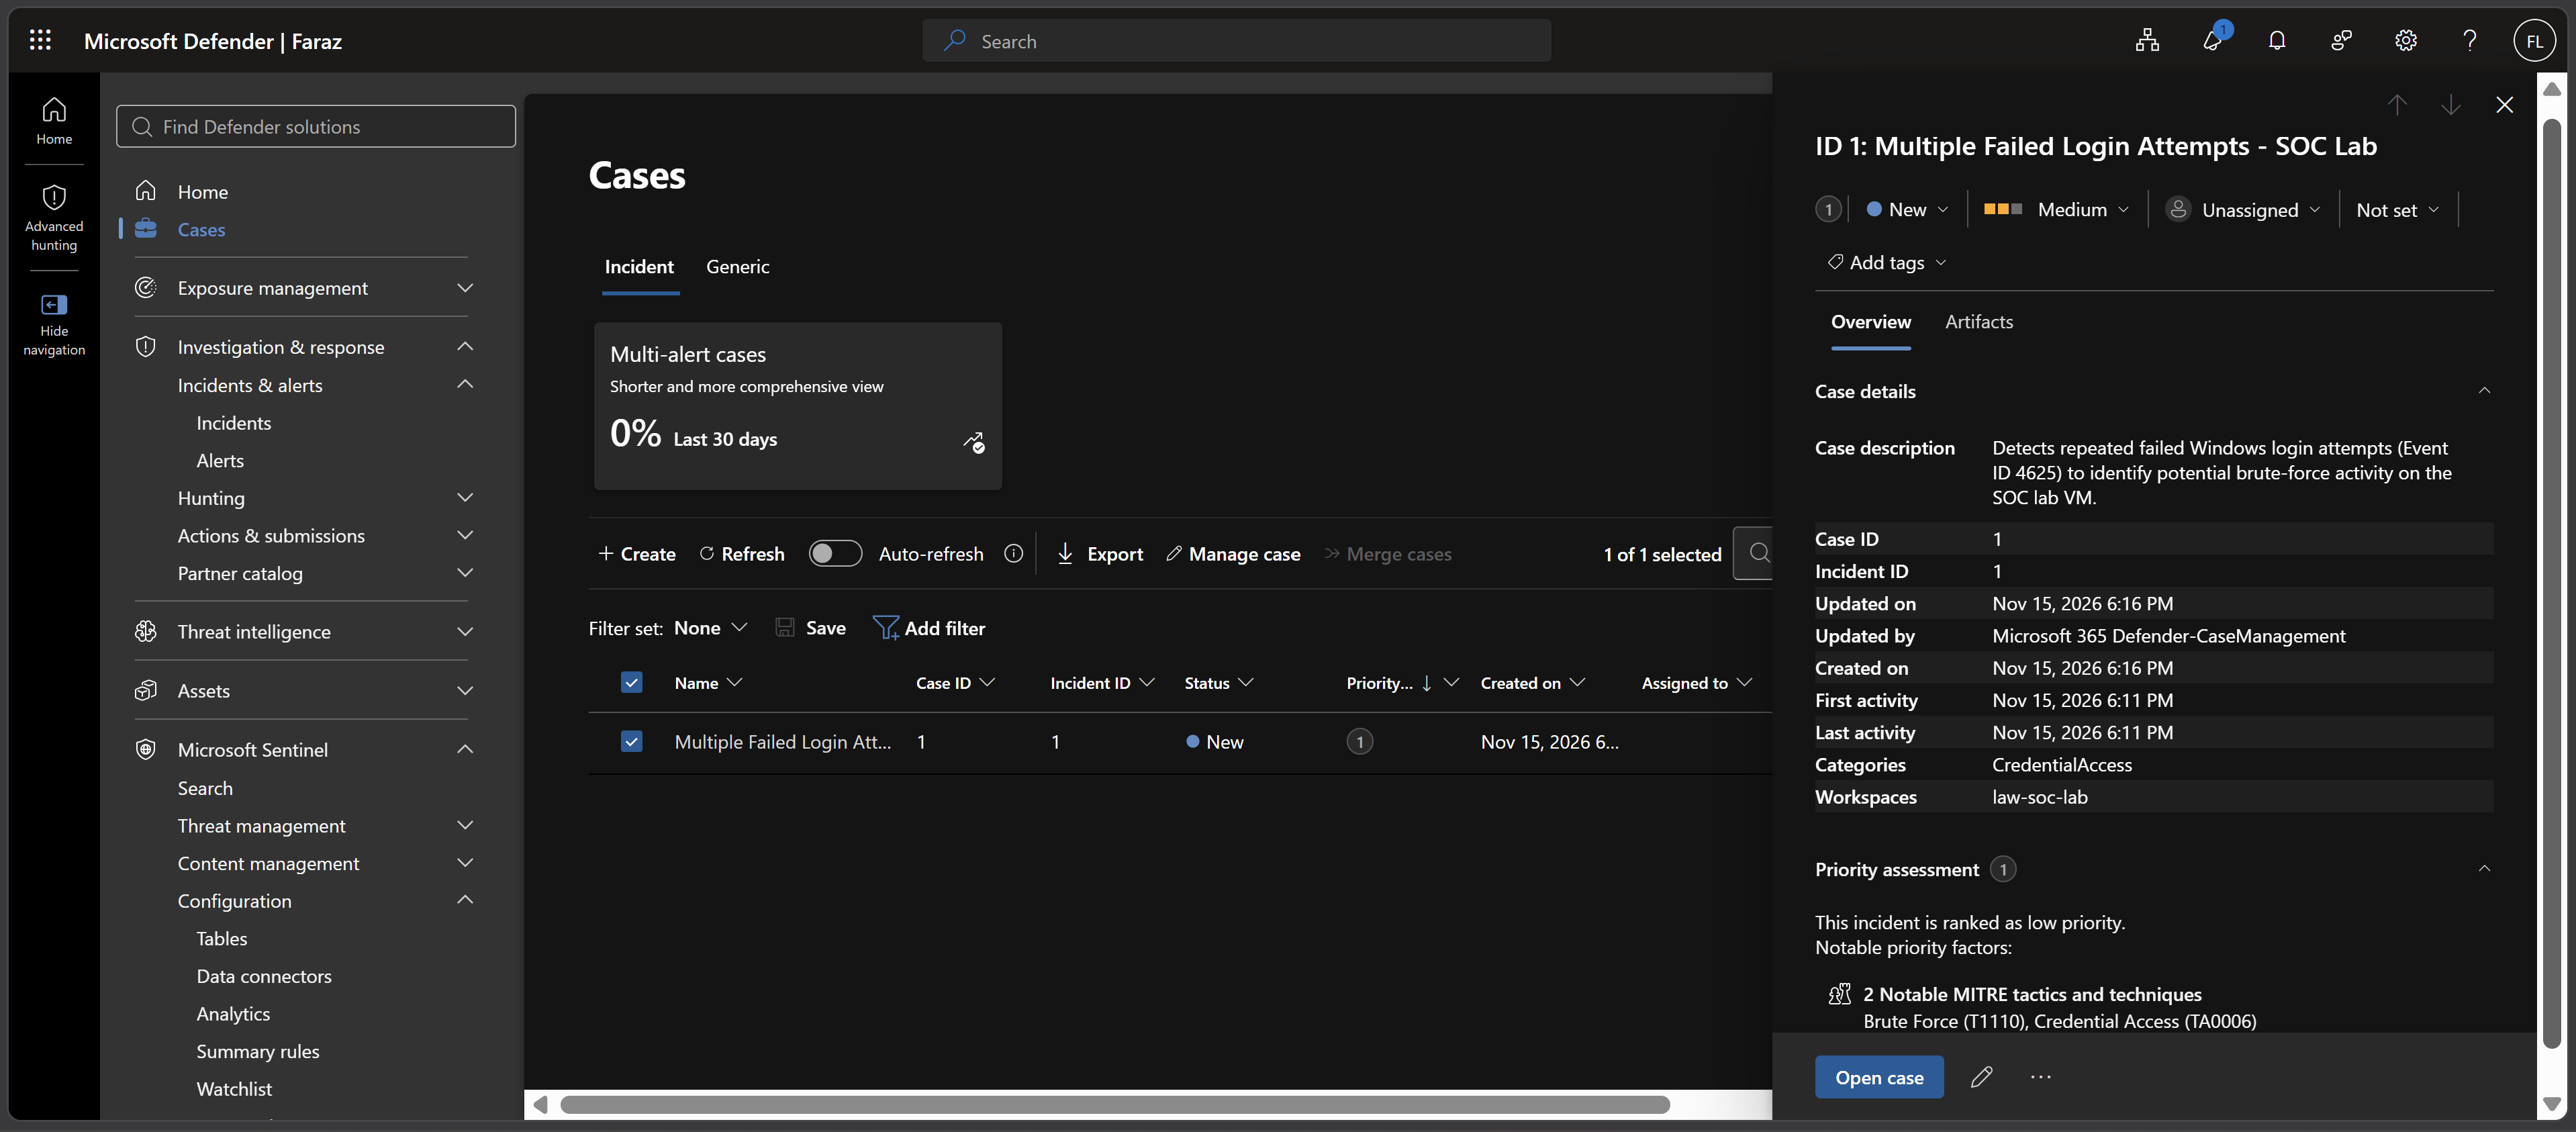 Microsoft Defender | Faraz
Search
1
FL
Home
Advanced
hunting
Hide
navigation
Find Defender solutions
Home
Cases
Exposure management
Investigation & response
Incidents & alerts
Incidents
Alerts
Hunting
Actions & submissions
Partner catalog
Threat intelligence
Assets
Microsoft Sentinel
Search
Threat management
Content management
Configuration
Tables
Data connectors
Analytics
Summary rules
Watchlist
Cases
Incident Generic
Multi-alert cases
Shorter and more comprehensive view
0% Last 30 days
Create Refresh Auto-refresh Export Manage case Merge cases 1 of 1 selected
Filter set: None Save Add filter
Name Case ID Incident ID Status Priority... Created on Assigned to
Multiple Failed Login Att... 1 1 New 1 Nov 15, 2026 6...
ID 1: Multiple Failed Login Attempts - SOC Lab
1 New Medium Unassigned Not set
Add tags
Overview Artifacts
Case details
Case description Detects repeated failed Windows login attempts (Event
ID 4625) to identify potential brute-force activity on the
SOC lab VM.
Case ID 1
Incident ID 1
Updated on Nov 15, 2026 6:16 PM
Updated by Microsoft 365 Defender-CaseManagement
Created on Nov 15, 2026 6:16 PM
First activity Nov 15, 2026 6:11 PM
Last activity Nov 15, 2026 6:11 PM
Categories CredentialAccess
Workspaces law-soc-lab
Priority assessment 1
This incident is ranked as low priority.
Notable priority factors:
2 Notable MITRE tactics and techniques
Brute Force (T1110), Credential Access (TA0006)
Open case